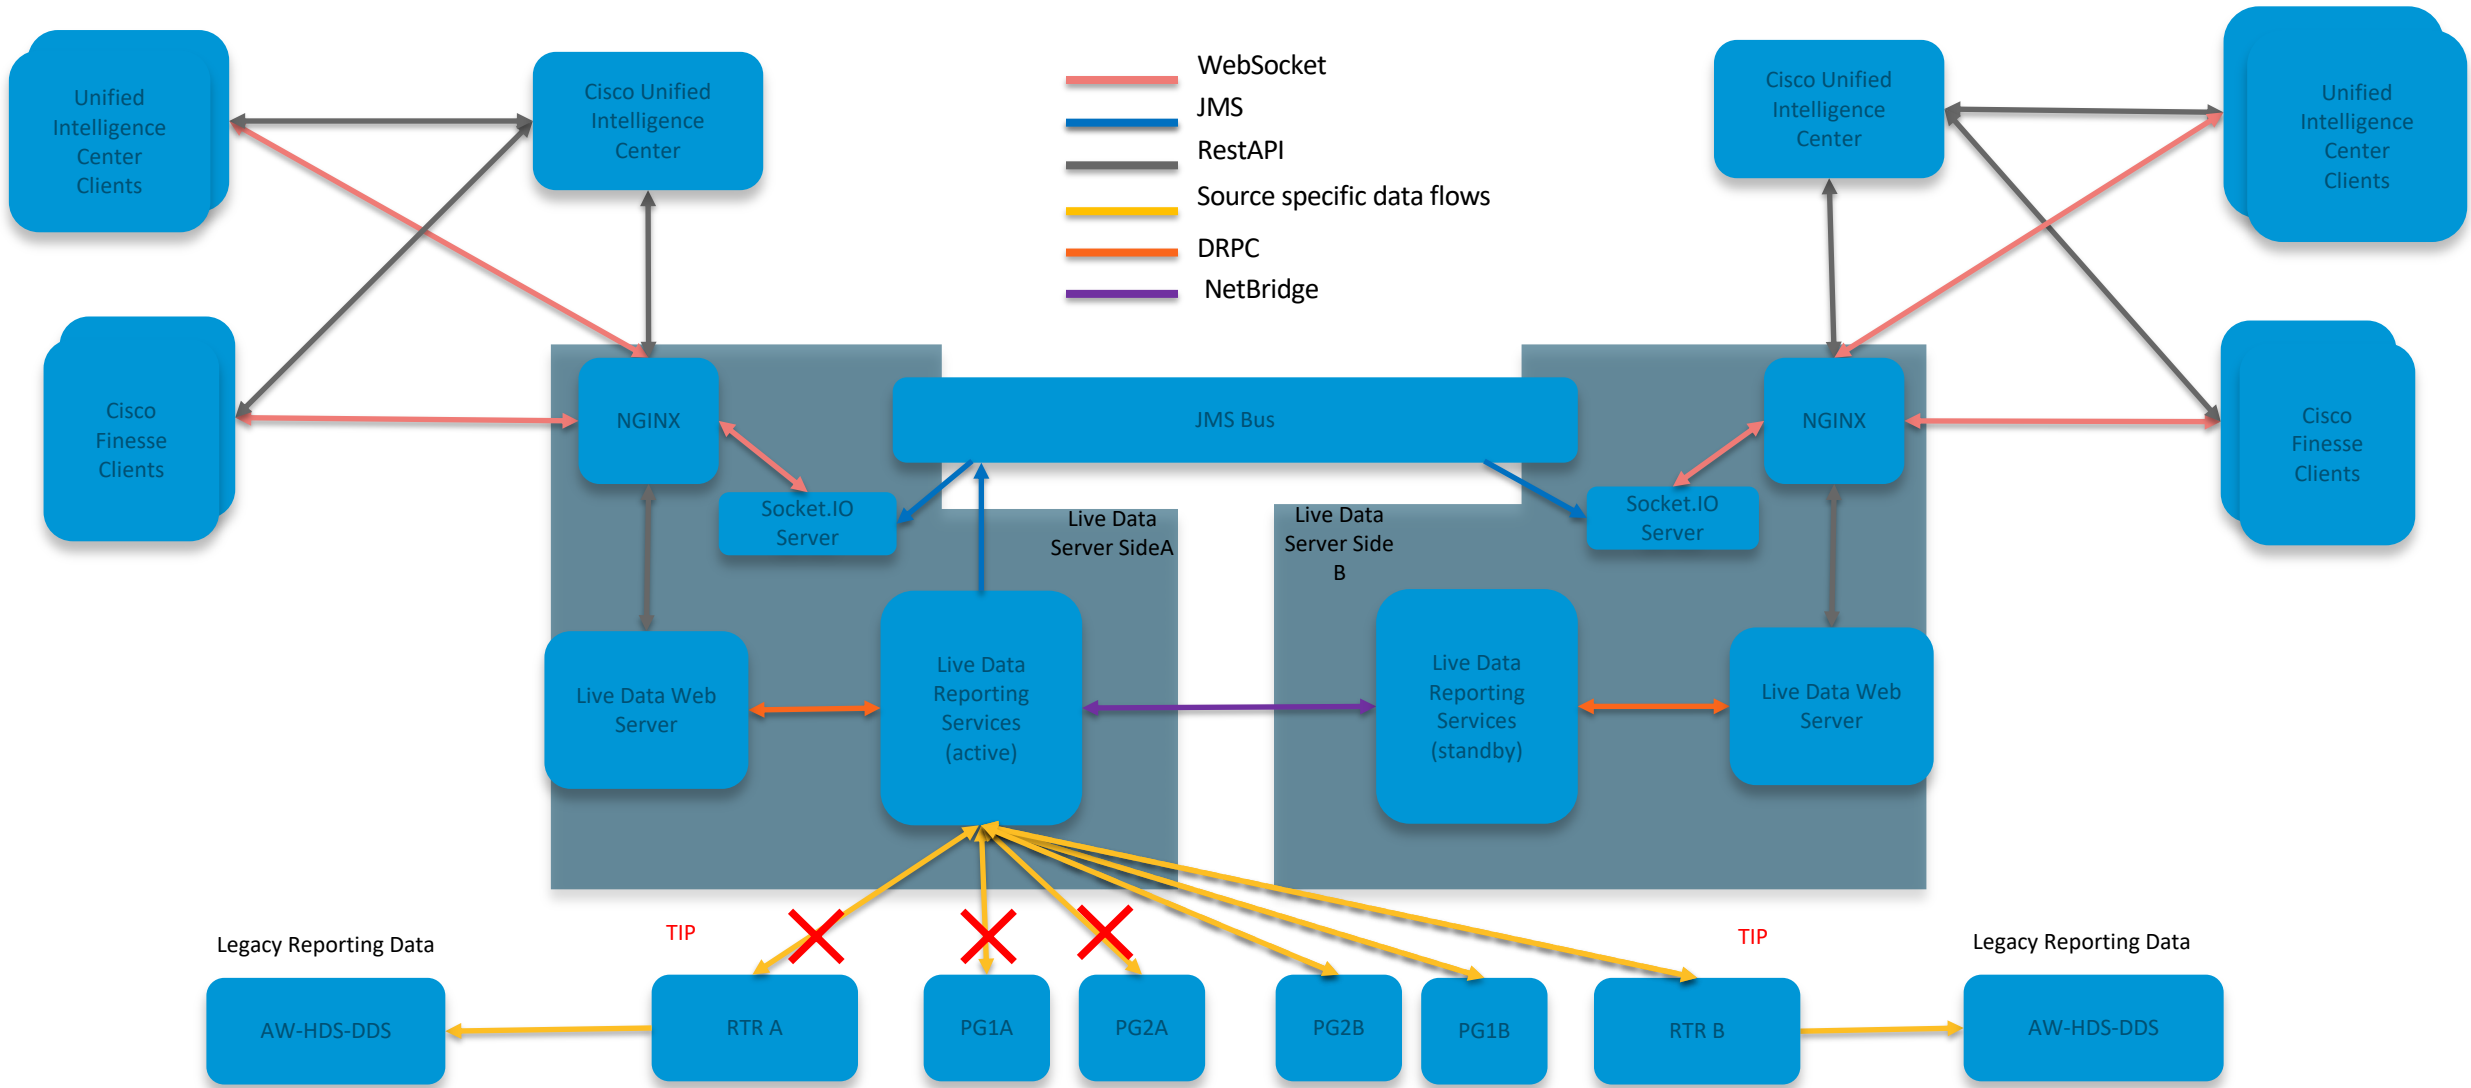 Unified
Intelligence
Center
Clients
Cisco Unified
Intelligence
Center
WebSocket
JMS
RestAPI
Source specific data flows
DRPC
NetBridge
Cisco Unified
Intelligence
Center
Unified
Intelligence
Center
Clients
Cisco
Finesse
Clients
NGINX
JMS Bus
NGINX
Cisco
Finesse
Clients
Socket.IO
Server
Live Data
Server SideA
Live Data
Server Side
B
Socket.IO
Server
Live Data Web
Server
Live Data
Reporting
Services
(active)
Live Data
Reporting
Services
(standby)
Live Data Web
Server
Legacy Reporting Data
TIP
TIP
Legacy Reporting Data
AW-HDS-DDS
RTR A
PG1A
PG2A
PG2B
PG1B
RTR B
AW-HDS-DDS